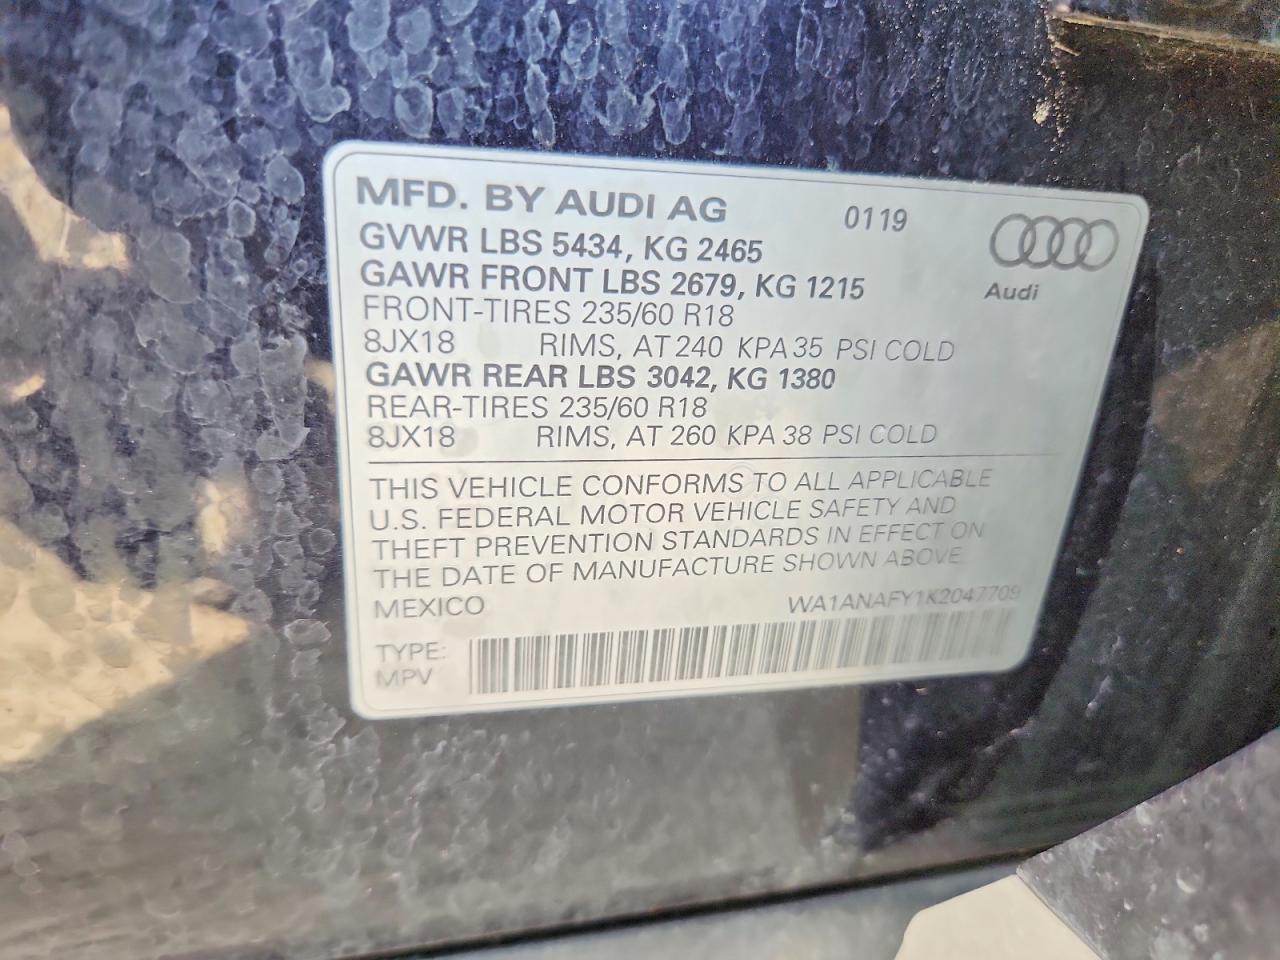 MFD. BY AUDI AG 0119
GVWR LBS 5434, KG 2465
GAWR FRONT LBS 2679, KG 1215
Audi
FRONT-TIRES 235/60 R18
8JX18 RIMS, AT 240 KPA 35 PSI COLD
GAWR REAR LBS 3042, KG 1380
REAR-TIRES 235/60 R18
8JX18 RIMS, AT 260 KPA 38 PSI COLD
THIS VEHICLE CONFORMS TO ALL APPLICABLE
U.S. FEDERAL MOTOR VEHICLE SAFETY AND
THEFT PREVENTION STANDARDS IN EFFECT ON
THE DATE OF MANUFACTURE SHOWN ABOVE
MEXICO WA1ANAFY1K2047709
TYPE:
MPV